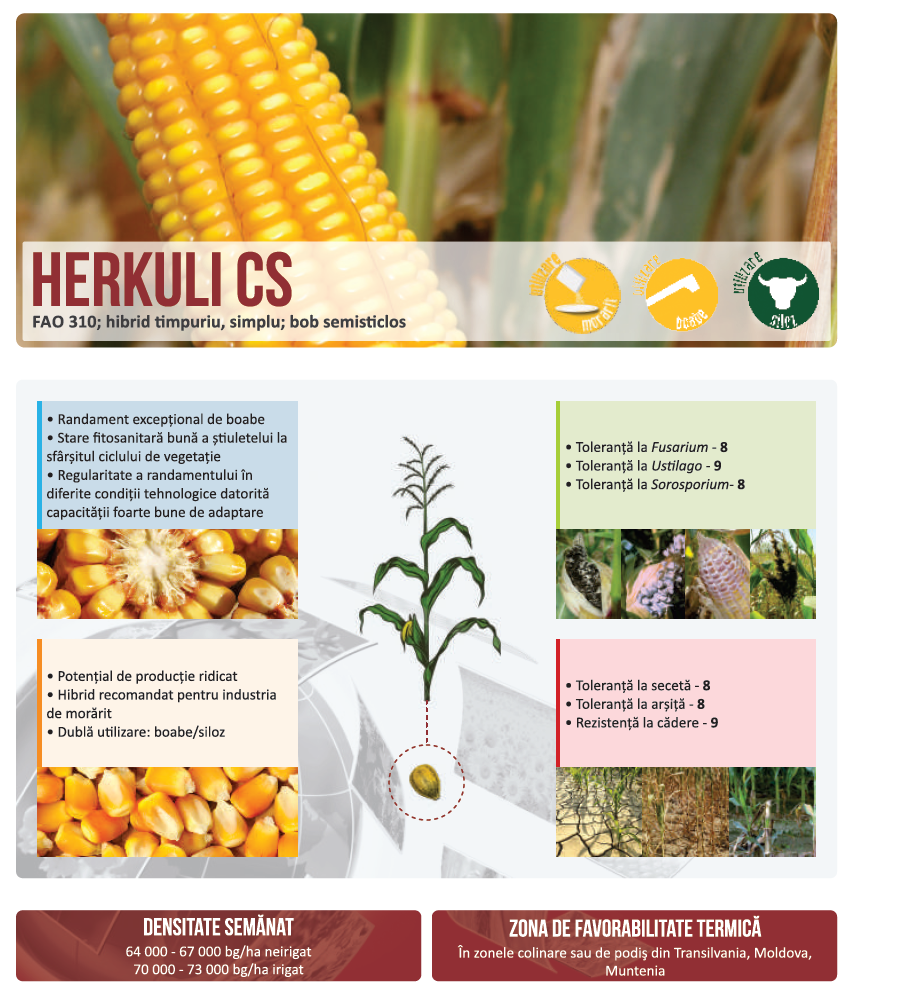 HERKULI CS
FAO 310; hibrid timpuriu, simplu; bob semisticlos
utilizare
morărit
utilizare
boabe
utilizare
siloz
• Randament excepțional de boabe
• Stare fitosanitară bună a știuletelui la
sfârșitul ciclului de vegetație
• Regularitate a randamentului în
diferite condiții tehnologice datorită
capacității foarte bune de adaptare
• Toleranță la Fusarium - 8
• Toleranță la Ustilago - 9
• Toleranță la Sorosporium- 8
• Potențial de producție ridicat
• Hibrid recomandat pentru industria
de morărit
• Dublă utilizare: boabe/siloz
• Toleranță la secetă - 8
• Toleranță la arșiță - 8
• Rezistență la cădere - 9
DENSITATE SEMĂNAT
64 000 - 67 000 bg/ha neirigat
70 000 - 73 000 bg/ha irigat
ZONA DE FAVORABILITATE TERMICĂ
În zonele colinare sau de podiş din Transilvania, Moldova,
Muntenia